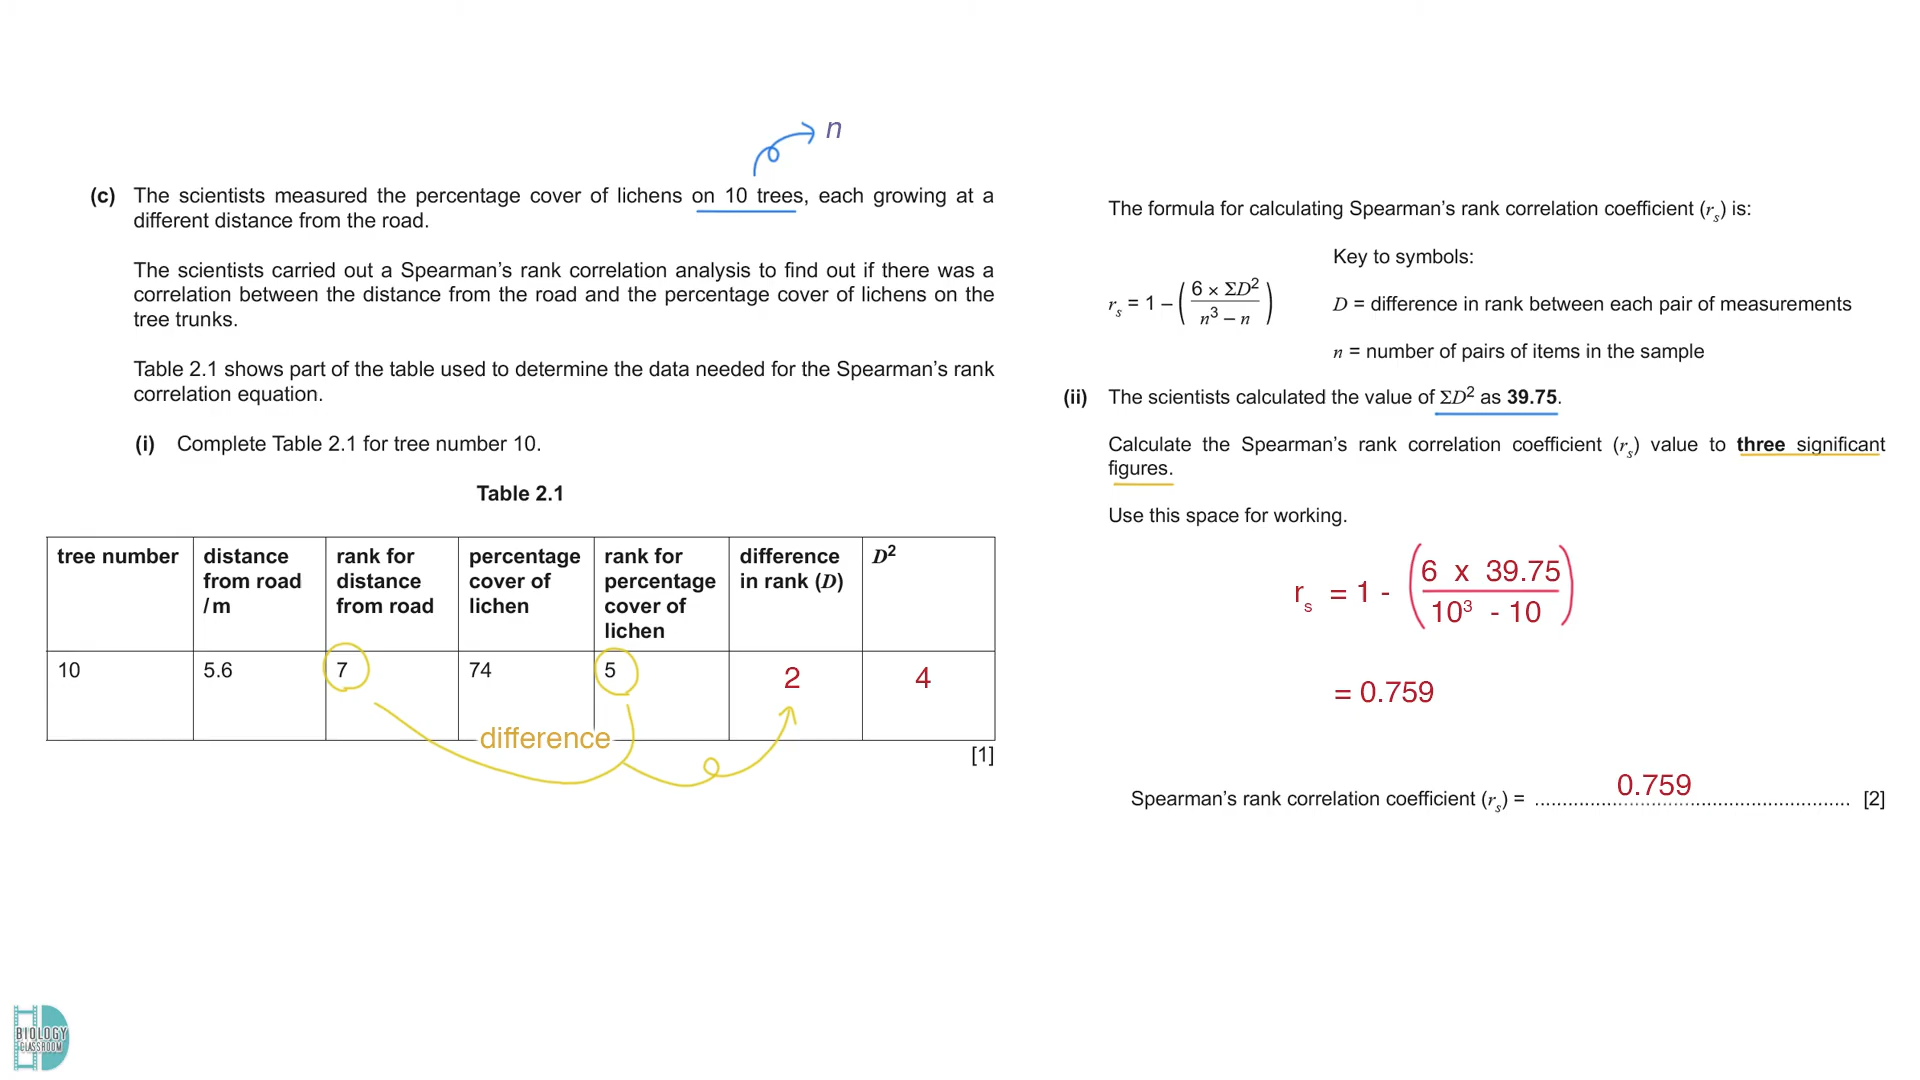 n
(c) The scientists measured the percentage cover of lichens on 10 trees, each growing at a
different distance from the road.
The scientists carried out a Spearman's rank correlation analysis to find out if there was a
correlation between the distance from the road and the percentage cover of lichens on the
tree trunks.
Table 2.1 shows part of the table used to determine the data needed for the Spearman's rank
correlation equation.
(i) Complete Table 2.1 for tree number 10.
Table 2.1
tree number
distance
from road
/ m
rank for
distance
from road
percentage
cover of
lichen
rank for
percentage
cover of
lichen
difference
in rank (D)
D²
10
5.6
7
74
5
2
4
difference
[1]
The formula for calculating Spearman's rank correlation coefficient (rₛ) is:
Key to symbols:
rₛ = 1 – ( 6 × ΣD² / n³ – n )
D = difference in rank between each pair of measurements
n = number of pairs of items in the sample
(ii) The scientists calculated the value of ΣD² as 39.75.
Calculate the Spearman's rank correlation coefficient (rₛ) value to three significant
figures.
Use this space for working.
rₛ = 1 - ( 6 x 39.75 / 10³ - 10 )
= 0.759
Spearman's rank correlation coefficient (rₛ) = ......................................................... [2]
0.759
BIOLOGY
CLASSROOM